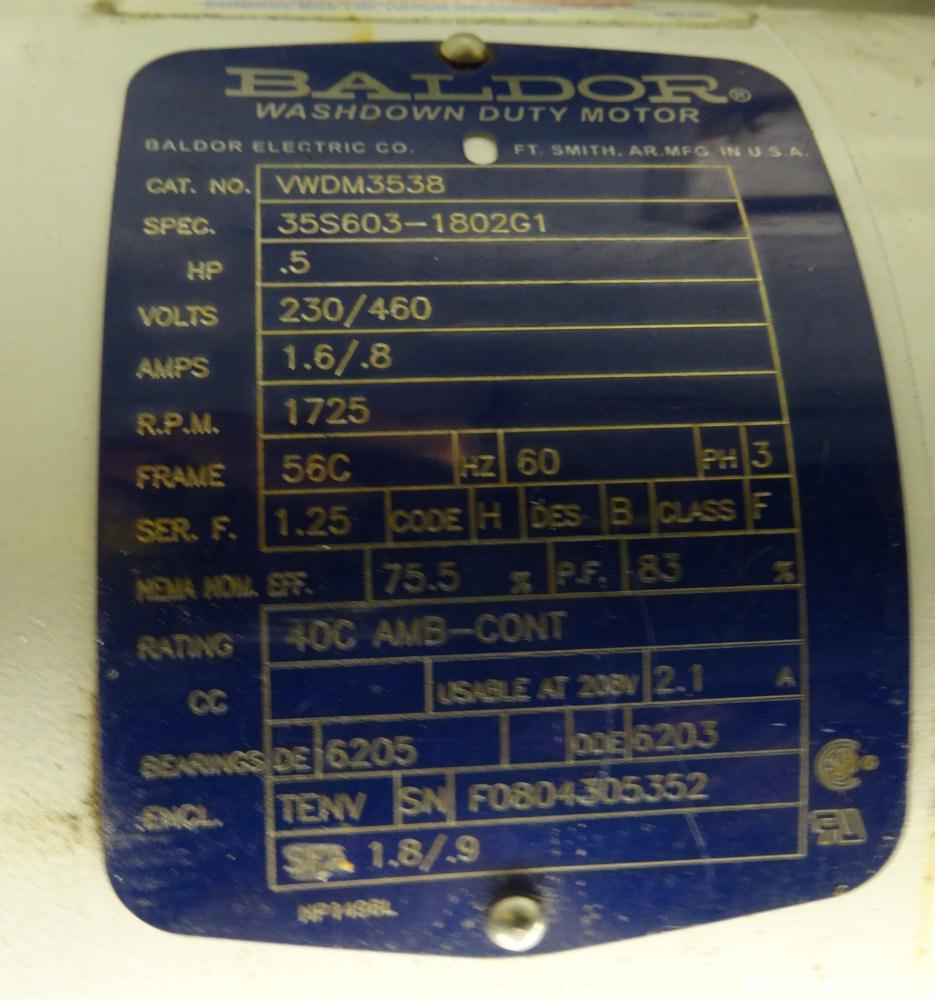 BALDOR®
WASHDOWN DUTY MOTOR
BALDOR ELECTRIC CO. FT. SMITH, AR. MFG IN U.S.A.
CAT. NO. VWDM3538
SPEC. 35S603-1802G1
HP .5
VOLTS 230/460
AMPS 1.6/.8
R.P.M. 1725
FRAME 56C HZ 60 PH 3
SER. F. 1.25 CODE H DES B CLASS F
NEMA NOM. EFF. 75.5 % P.F. 83 %
RATING 40C AMB-CONT
CC USABLE AT 208V 2.1 A
BEARINGS DE 6205 ODE 6203
ENCL. TENV SN F0804305352
SFA 1.8/.9